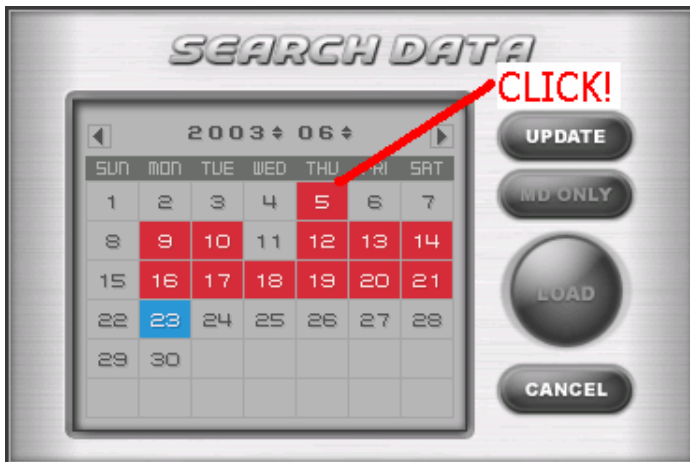 SEARCH DATA
CLICK!
2003 06
UPDATE
SUN MON TUE WED THU FRI SAT
MD ONLY
1 2 3 4 5 6 7
8 9 10 11 12 13 14
15 16 17 18 19 20 21
LOAD
22 23 24 25 26 27 28
29 30
CANCEL